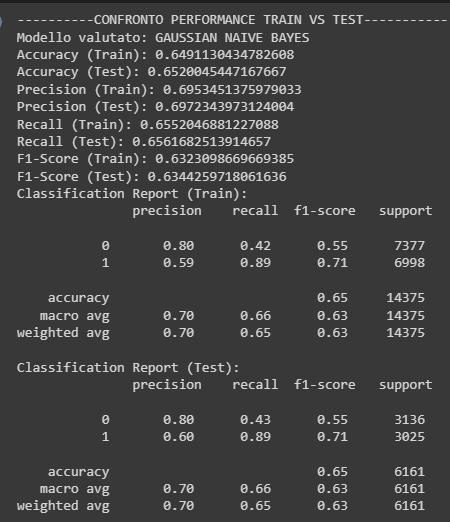 ----------CONFRONTO PERFORMANCE TRAIN VS TEST-----------
Modello valutato: GAUSSIAN NAIVE BAYES
Accuracy (Train): 0.6491130434782608
Accuracy (Test): 0.6520045447167667
Precision (Train): 0.6953451375979033
Precision (Test): 0.6972343973124004
Recall (Train): 0.6552046881227088
Recall (Test): 0.6561682513914657
F1-Score (Train): 0.6323098669669385
F1-Score (Test): 0.6344259718061636
Classification Report (Train):
precision recall f1-score support
0 0.80 0.42 0.55 7377
1 0.59 0.89 0.71 6998
accuracy 0.65 14375
macro avg 0.70 0.66 0.63 14375
weighted avg 0.70 0.65 0.63 14375
Classification Report (Test):
precision recall f1-score support
0 0.80 0.43 0.55 3136
1 0.60 0.89 0.71 3025
accuracy 0.65 6161
macro avg 0.70 0.66 0.63 6161
weighted avg 0.70 0.65 0.63 6161